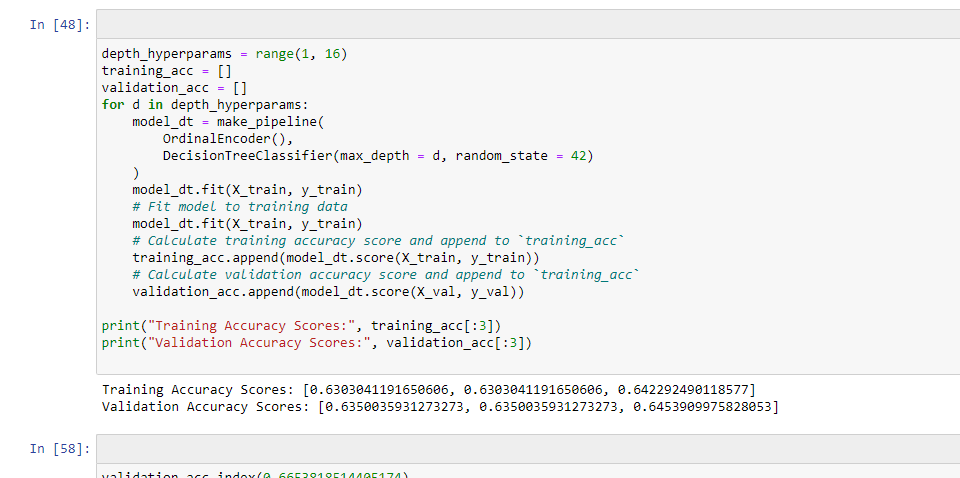 In [48]:
depth_hyperparams = range(1, 16)
training_acc = []
validation_acc = []
for d in depth_hyperparams:
    model_dt = make_pipeline(
        OrdinalEncoder(),
        DecisionTreeClassifier(max_depth = d, random_state = 42)
    )
    model_dt.fit(X_train, y_train)
    # Fit model to training data
    model_dt.fit(X_train, y_train)
    # Calculate training accuracy score and append to `training_acc`
    training_acc.append(model_dt.score(X_train, y_train))
    # Calculate validation accuracy score and append to `training_acc`
    validation_acc.append(model_dt.score(X_val, y_val))
print("Training Accuracy Scores:", training_acc[:3])
print("Validation Accuracy Scores:", validation_acc[:3])
Training Accuracy Scores: [0.6303041191650606, 0.6303041191650606, 0.642292490118577]
Validation Accuracy Scores: [0.6350035931273273, 0.6350035931273273, 0.6453909975828053]
In [58]: